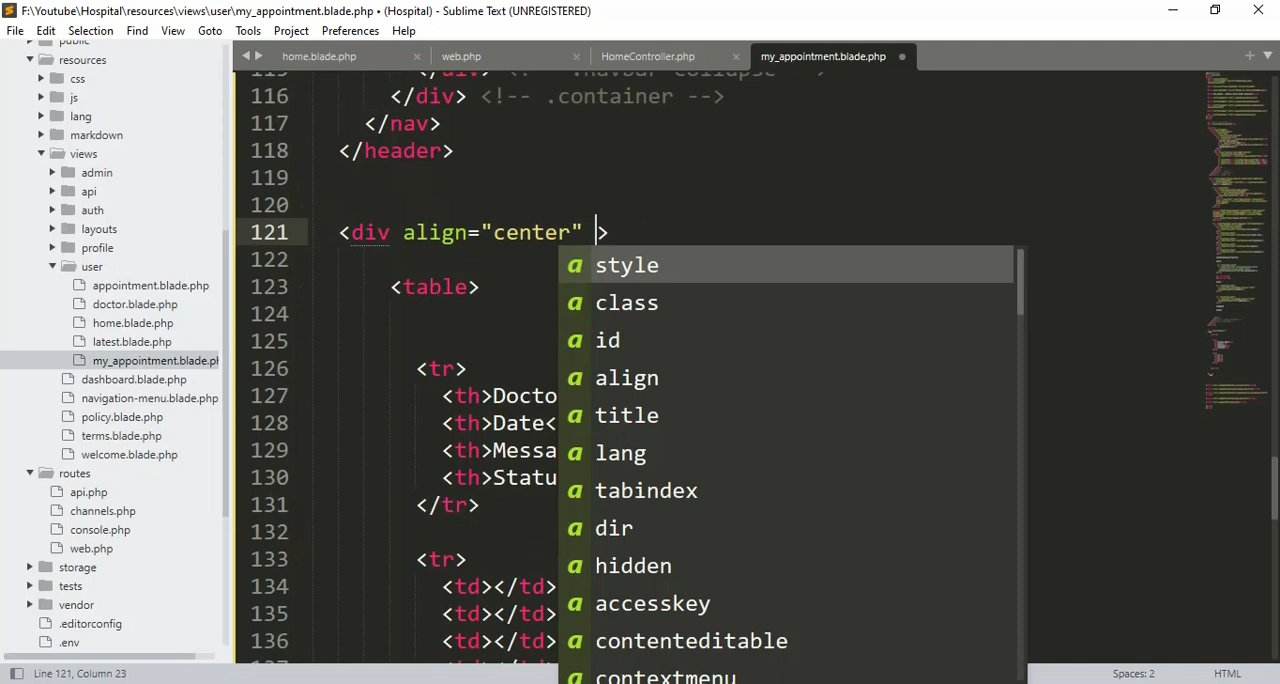 F:\Youtube\Hospital\resources\views\user\my_appointment.blade.php • (Hospital) - Sublime Text (UNREGISTERED)
File Edit Selection Find View Goto Tools Project Preferences Help
public
resources
css
js
lang
markdown
views
admin
api
auth
layouts
profile
user
appointment.blade.php
doctor.blade.php
home.blade.php
latest.blade.php
my_appointment.blade.ph
dashboard.blade.php
navigation-menu.blade.php
policy.blade.php
terms.blade.php
welcome.blade.php
routes
api.php
channels.php
console.php
web.php
storage
tests
vendor
.editorconfig
.env
home.blade.php
web.php
HomeController.php
my_appointment.blade.php
115 </div> <!-- .navbar-collapse -->
116 </div> <!-- .container -->
117 </nav>
118 </header>
119
120
121 <div align="center" >
122
123 <table>
124
125
126 <tr>
127 <th>Docto
128 <th>Date<
129 <th>Messa
130 <th>Statu
131 </tr>
132
133 <tr>
134 <td></td>
135 <td></td>
136 <td></td>
137
a style
a class
a id
a align
a title
a lang
a tabindex
a dir
a hidden
a accesskey
a contenteditable
a contextmenu
Line 121, Column 23
Spaces: 2
HTML